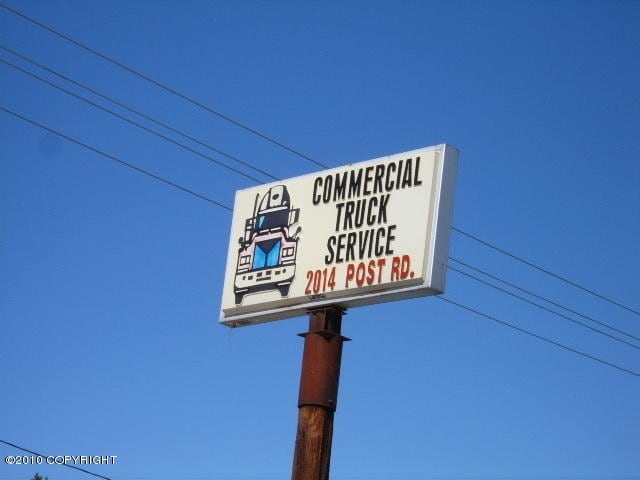 COMMERCIAL
TRUCK
SERVICE
2014 POST RD.
©2010 COPYRIGHT